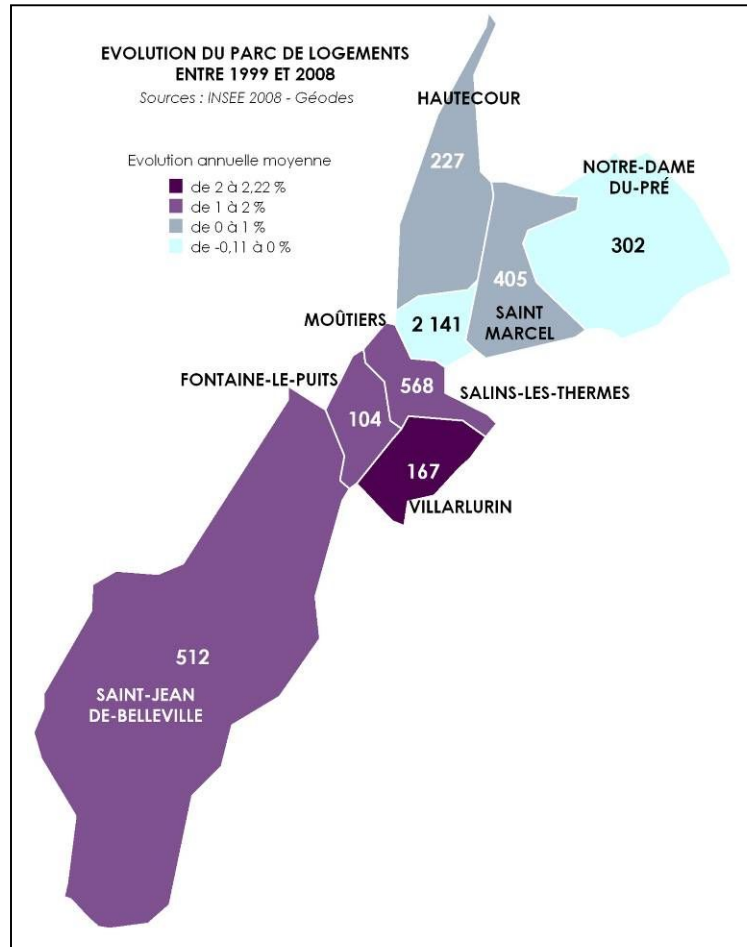 EVOLUTION DU PARC DE LOGEMENTS
ENTRE 1999 ET 2008
Sources : INSEE 2008 - Géodes
HAUTECOUR
227
Evolution annuelle moyenne
de 2 à 2,22 %
de 1 à 2 %
de 0 à 1 %
de -0,11 à 0 %
NOTRE-DAME
DU-PRÉ
302
405
SAINT
MARCEL
MOÛTIERS
2 141
FONTAINE-LE-PUITS
568
SALINS-LES-THERMES
104
167
VILLARLURIN
512
SAINT-JEAN
DE-BELLEVILLE